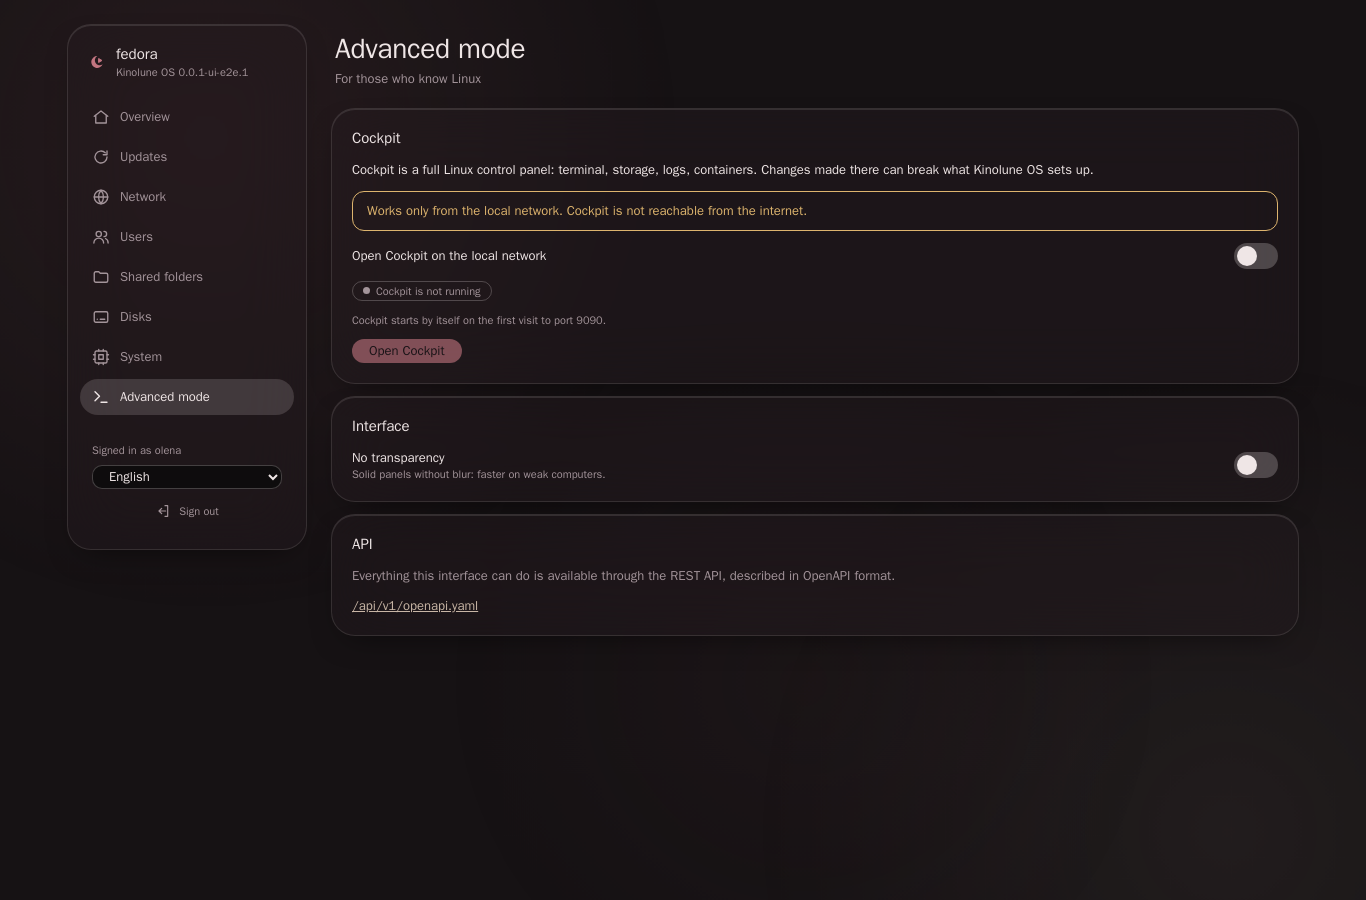 fedora
Kinolune OS 0.0.1-ui-e2e.1
Overview
Updates
Network
Users
Shared folders
Disks
System
Advanced mode
Signed in as olena
English
Sign out
Advanced mode
For those who know Linux
Cockpit
Cockpit is a full Linux control panel: terminal, storage, logs, containers. Changes made there can break what Kinolune OS sets up.
Works only from the local network. Cockpit is not reachable from the internet.
Open Cockpit on the local network
Cockpit is not running
Cockpit starts by itself on the first visit to port 9090.
Open Cockpit
Interface
No transparency
Solid panels without blur: faster on weak computers.
API
Everything this interface can do is available through the REST API, described in OpenAPI format.
/api/v1/openapi.yaml